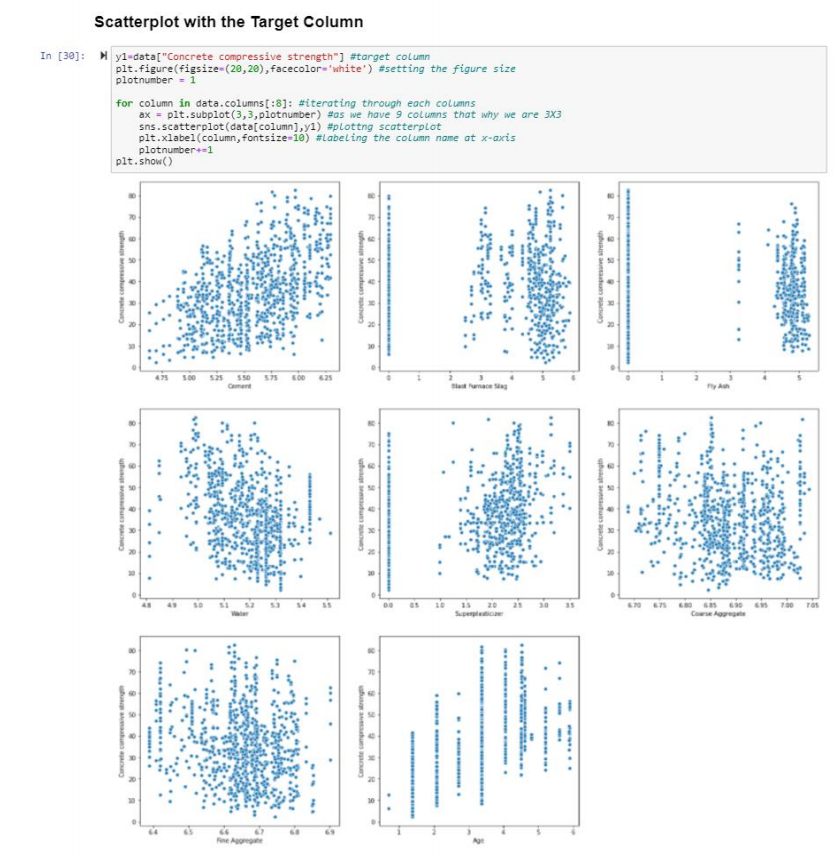 Scatterplot with the Target Column
In [30]:
y1=data["Concrete compressive strength"] #target column
plt.figure(figsize=(20,20),facecolor='white') #setting the figure size
plotnumber = 1
for column in data.columns[:8]: #iterating through each columns
ax = plt.subplot(3,3,plotnumber) #as we have 9 columns that why we are 3X3
sns.scatterplot(data[column],y1) #plottng scatterplot
plt.xlabel(column,fontsize=10) #labeling the column name at x-axis
plotnumber+=1
plt.show()
Concrete compressive strength
80
70
60
50
40
30
20
10
0
4.75 5.00 5.25 5.50 5.75 6.00 6.25
Cement
Concrete compressive strength
80
70
60
50
40
30
20
10
0
0 1 2 3 4 5 6
Blast Furnace Slag
Concrete compressive strength
80
70
60
50
40
30
20
10
0
0 1 2 3 4 5
Fly Ash
Concrete compressive strength
80
70
60
50
40
30
20
10
0
4.8 4.9 5.0 5.1 5.2 5.3 5.4 5.5
Water
Concrete compressive strength
80
70
60
50
40
30
20
10
0
0.0 0.5 1.0 1.5 2.0 2.5 3.0 3.5
Superplasticizer
Concrete compressive strength
80
70
60
50
40
30
20
10
0
6.70 6.75 6.80 6.85 6.90 6.95 7.00 7.05
Coarse Aggregate
Concrete compressive strength
80
70
60
50
40
30
20
10
0
6.4 6.5 6.6 6.7 6.8 6.9
Fine Aggregate
Concrete compressive strength
80
70
60
50
40
30
20
10
0
1 2 3 4 5 6
Age